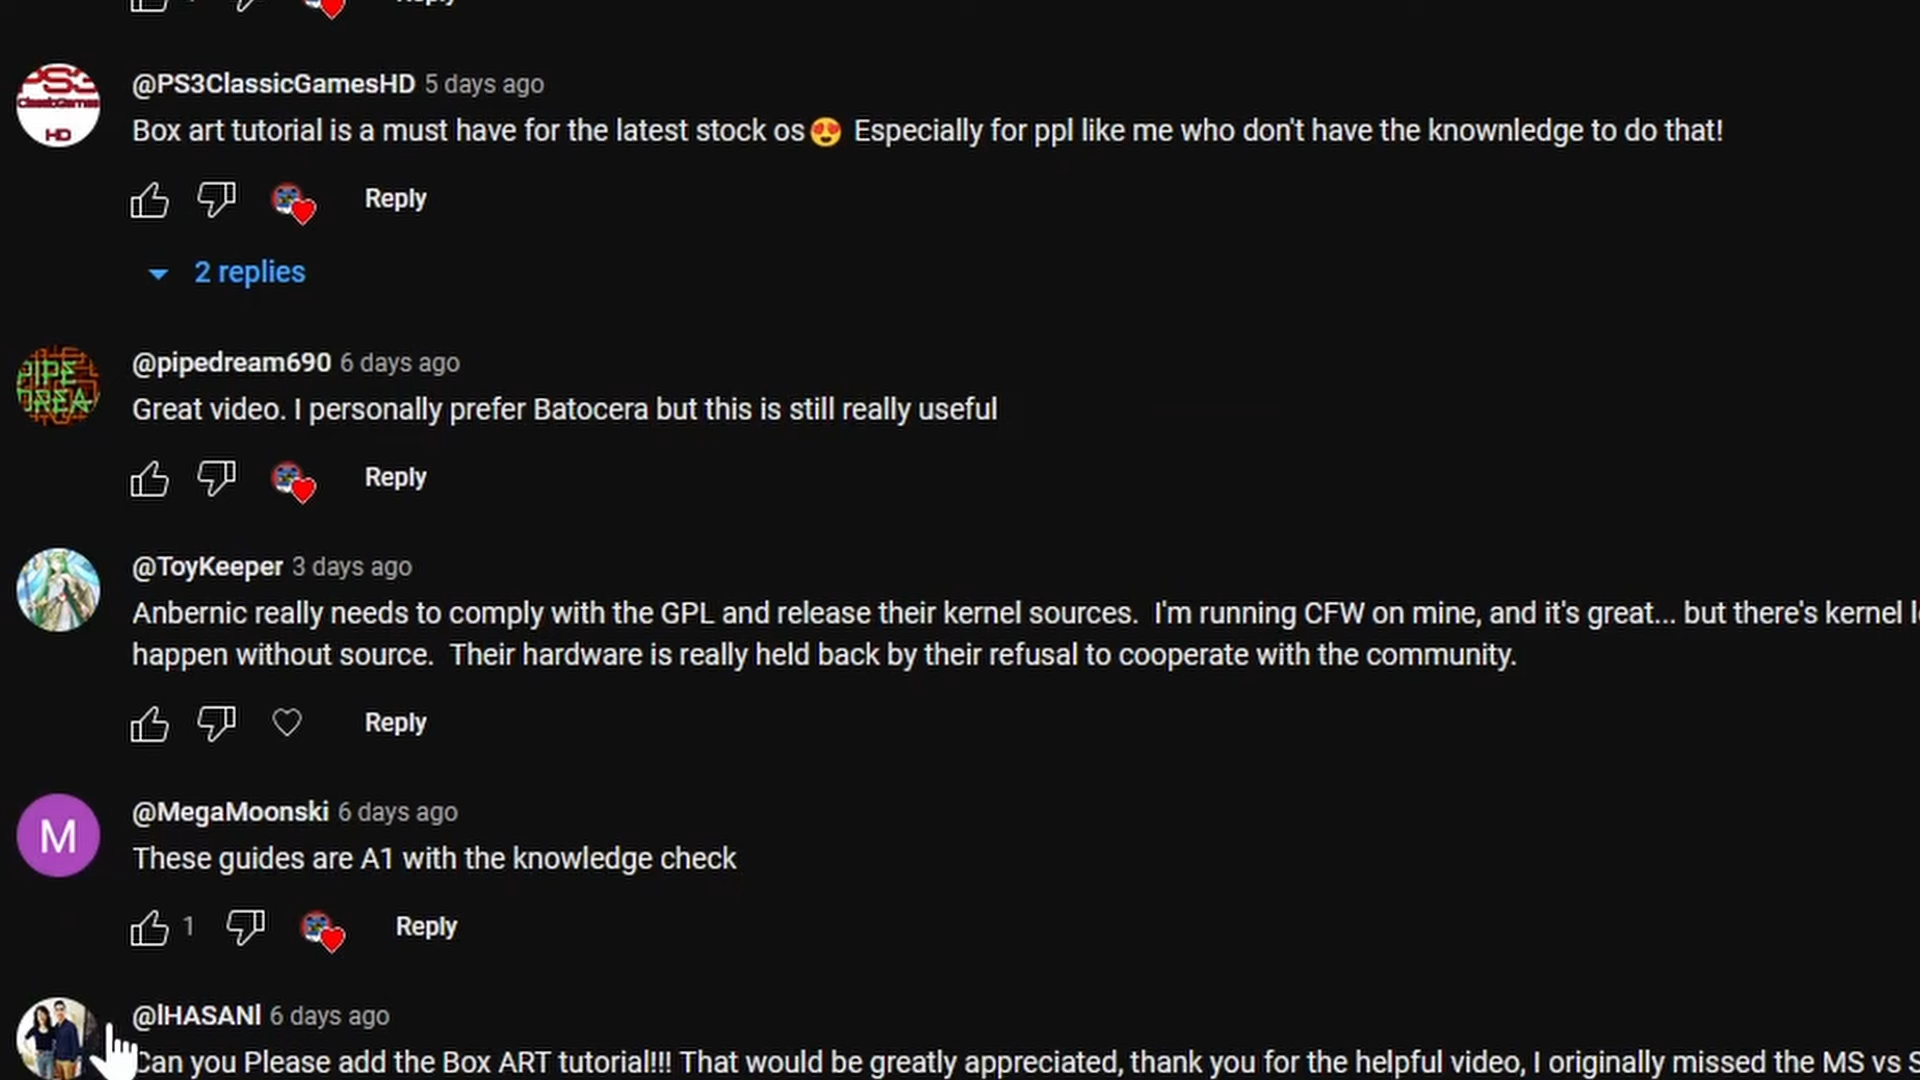 Reply
@PS3ClassicGamesHD 5 days ago
Box art tutorial is a must have for the latest stock os😍 Especially for ppl like me who don't have the knownledge to do that!
Reply
2 replies
@pipedream690 6 days ago
Great video. I personally prefer Batocera but this is still really useful
Reply
@ToyKeeper 3 days ago
Anbernic really needs to comply with the GPL and release their kernel sources.  I'm running CFW on mine, and it's great... but there's kernel
happen without source.  Their hardware is really held back by their refusal to cooperate with the community.
Reply
M
@MegaMoonski 6 days ago
These guides are A1 with the knowledge check
1 Reply
@lHASANl 6 days ago
Can you Please add the Box ART tutorial!!! That would be greatly appreciated, thank you for the helpful video, I originally missed the MS vs